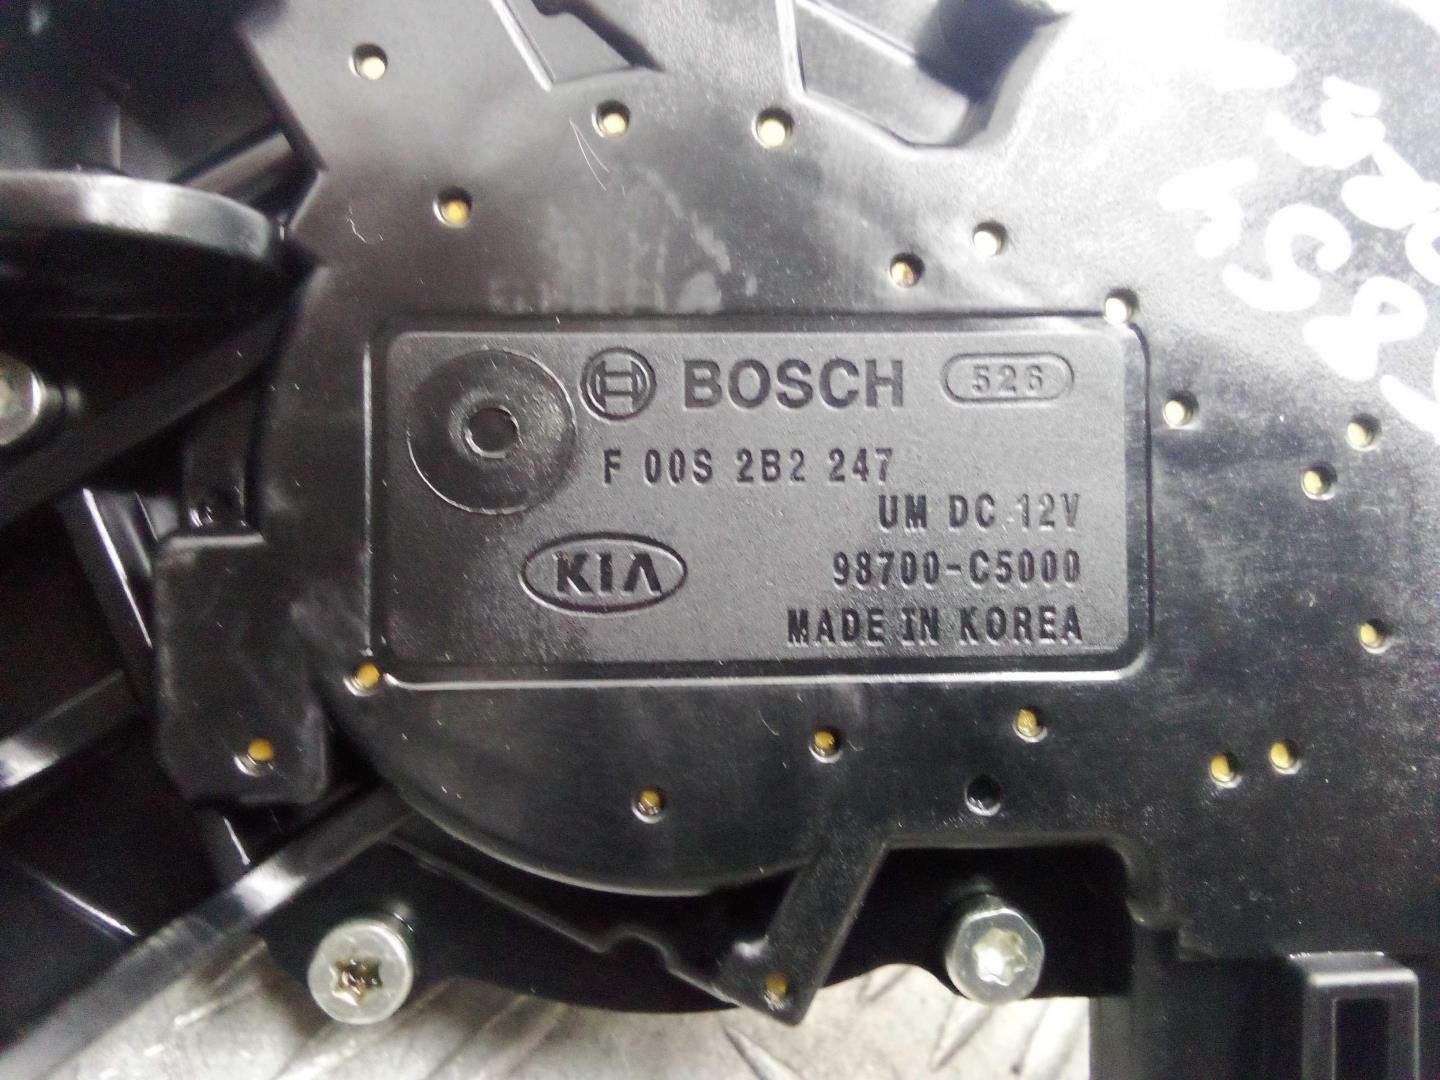 BOSCH 526
F 00S 2B2 247
UM DC 12V
KIA 98700-C5000
MADE IN KOREA